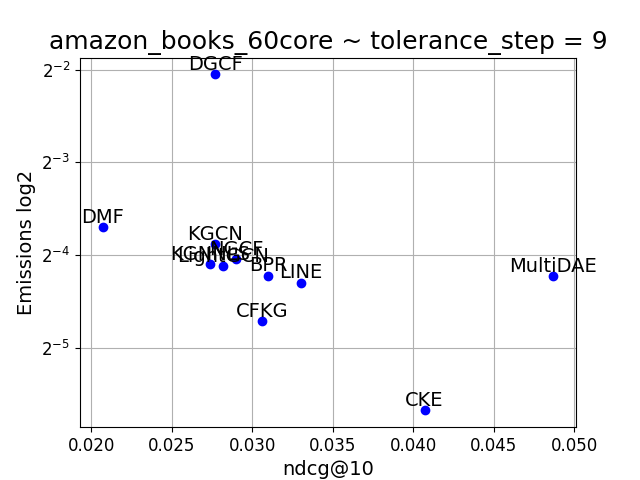 amazon_books_60core ~ tolerance_step = 9
2⁻²
2⁻³
2⁻⁴
2⁻⁵
Emissions log2
DGCF
DMF
KGCN
NGCF
KGNNLS
LightGCN
BPR
LINE
MultiDAE
CFKG
CKE
0.020 0.025 0.030 0.035 0.040 0.045 0.050
ndcg@10